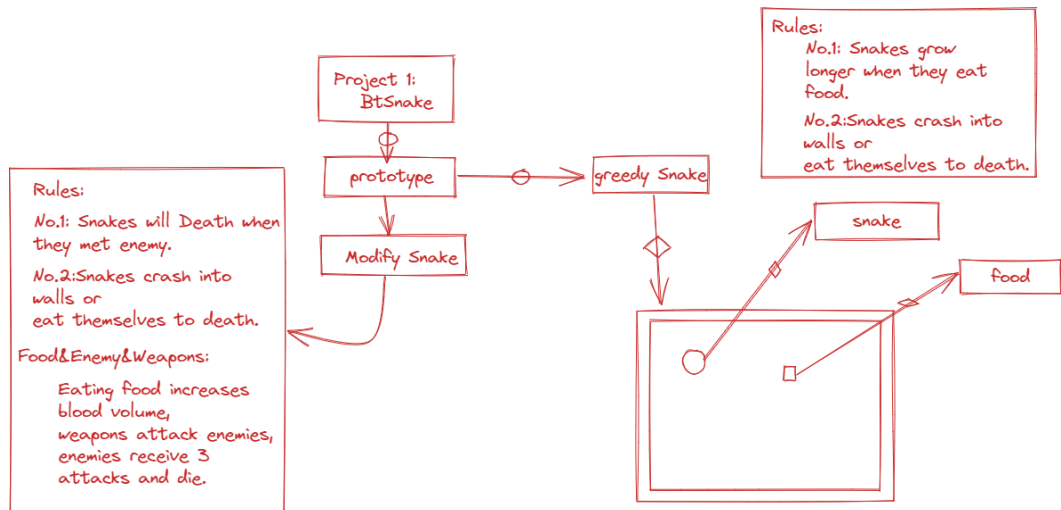 Project 1:
BtSnake
prototype
Modify Snake
greedy Snake
Rules:
No.1: Snakes grow
longer when they eat
food.
No.2:Snakes crash into
walls or
eat themselves to death.
snake
food
Rules:
No.1: Snakes will Death when
they met enemy.
No.2:Snakes crash into
walls or
eat themselves to death.
Food&Enemy&Weapons:
Eating food increases
blood volume,
weapons attack enemies,
enemies receive 3
attacks and die.